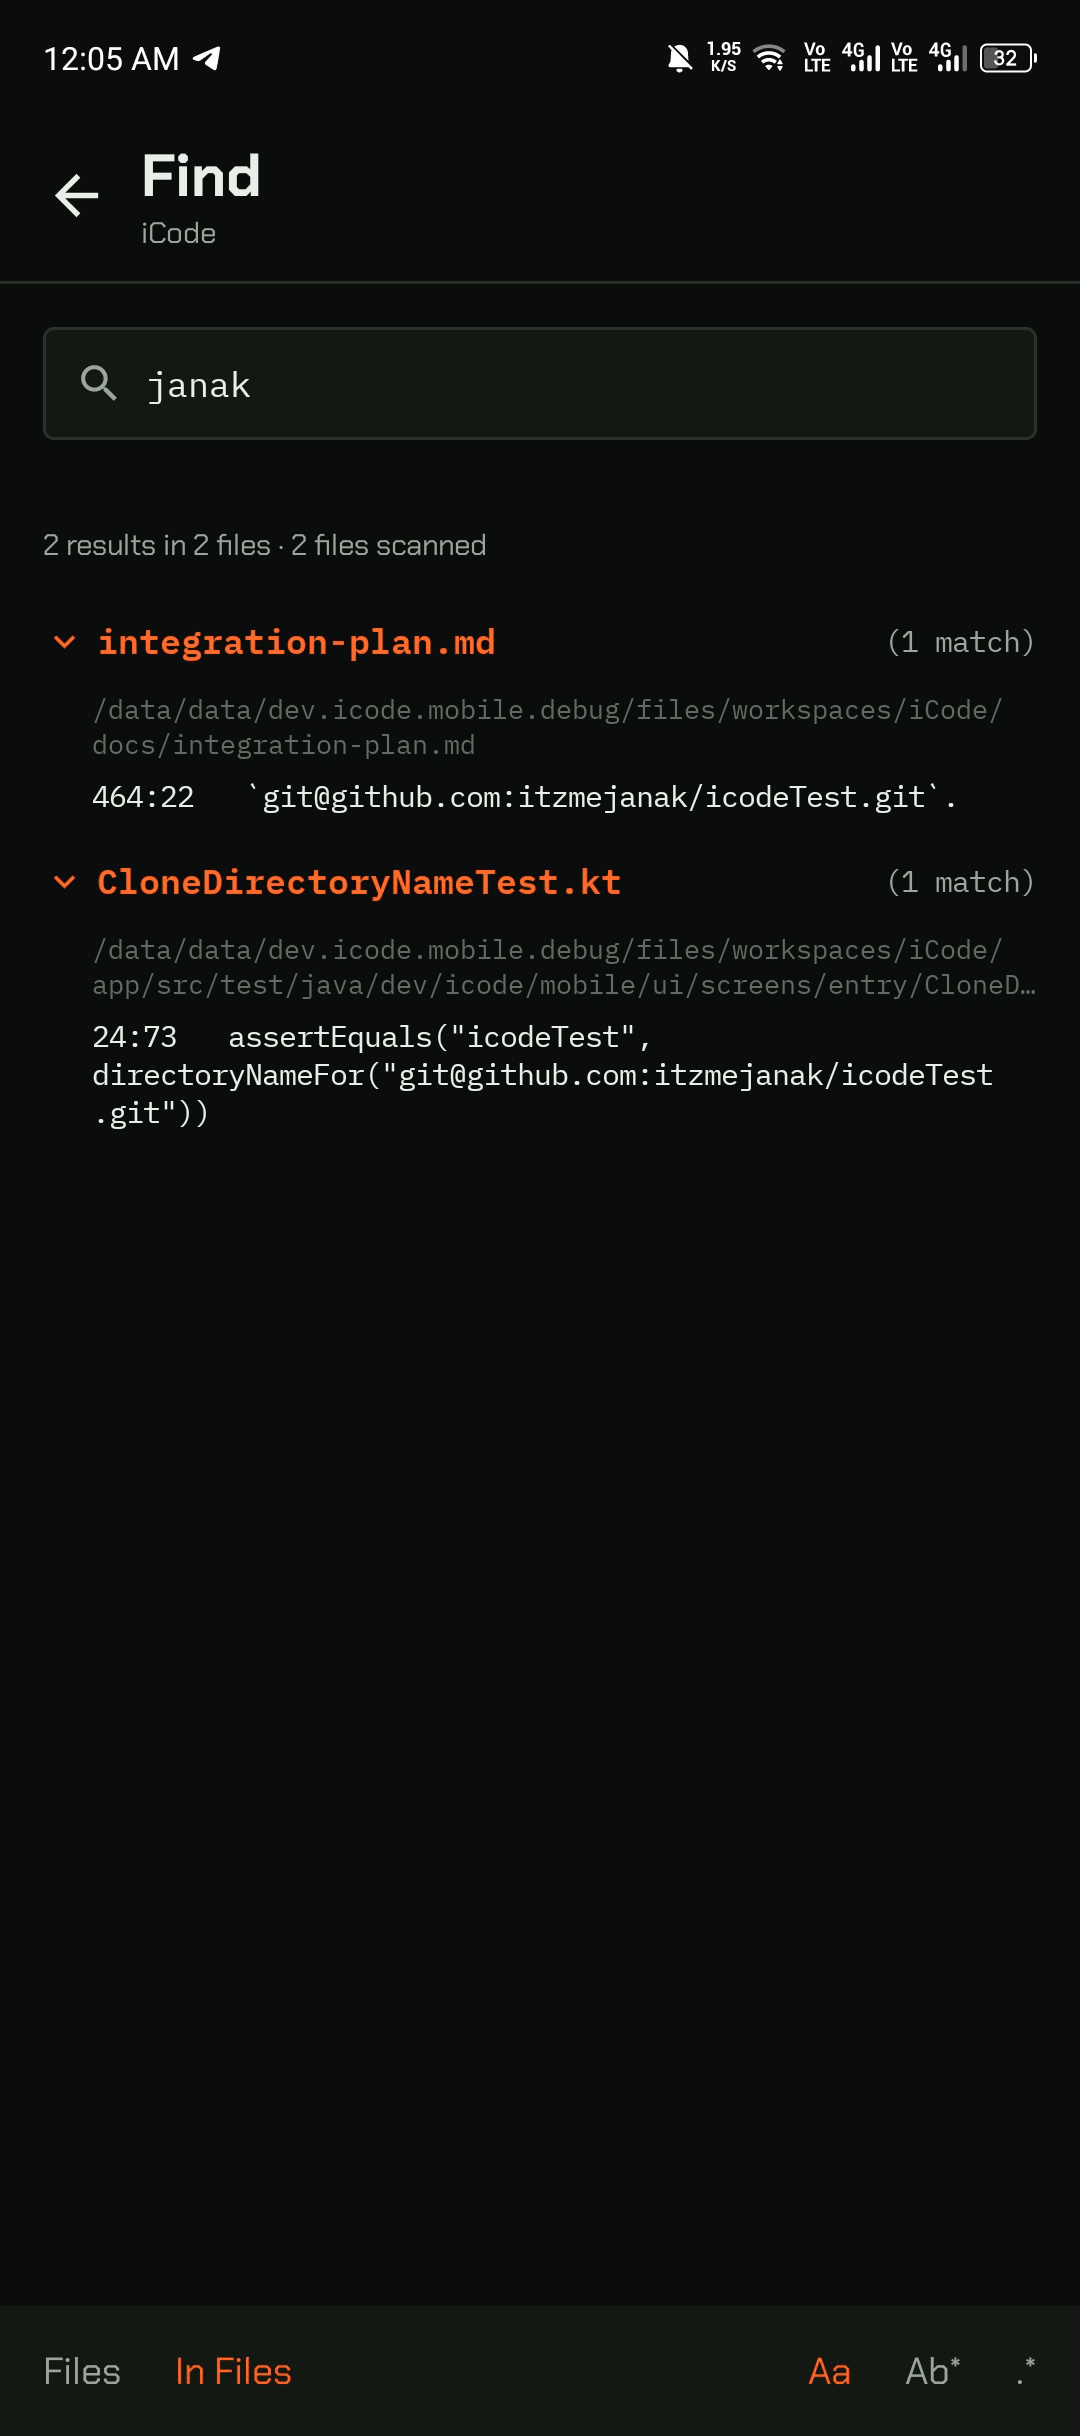 12:05 AM 1.95 K/S Vo LTE 4G Vo LTE 4G 32
Find
iCode
janak
2 results in 2 files · 2 files scanned
integration-plan.md (1 match)
/data/data/dev.icode.mobile.debug/files/workspaces/iCode/
docs/integration-plan.md
464:22 `git@github.com:itzmejanak/icodeTest.git`.
CloneDirectoryNameTest.kt (1 match)
/data/data/dev.icode.mobile.debug/files/workspaces/iCode/
app/src/test/java/dev/icode/mobile/ui/screens/entry/CloneD…
24:73 assertEquals("icodeTest",
directoryNameFor("git@github.com:itzmejanak/icodeTest
.git"))
Files In Files Aa Ab* .*